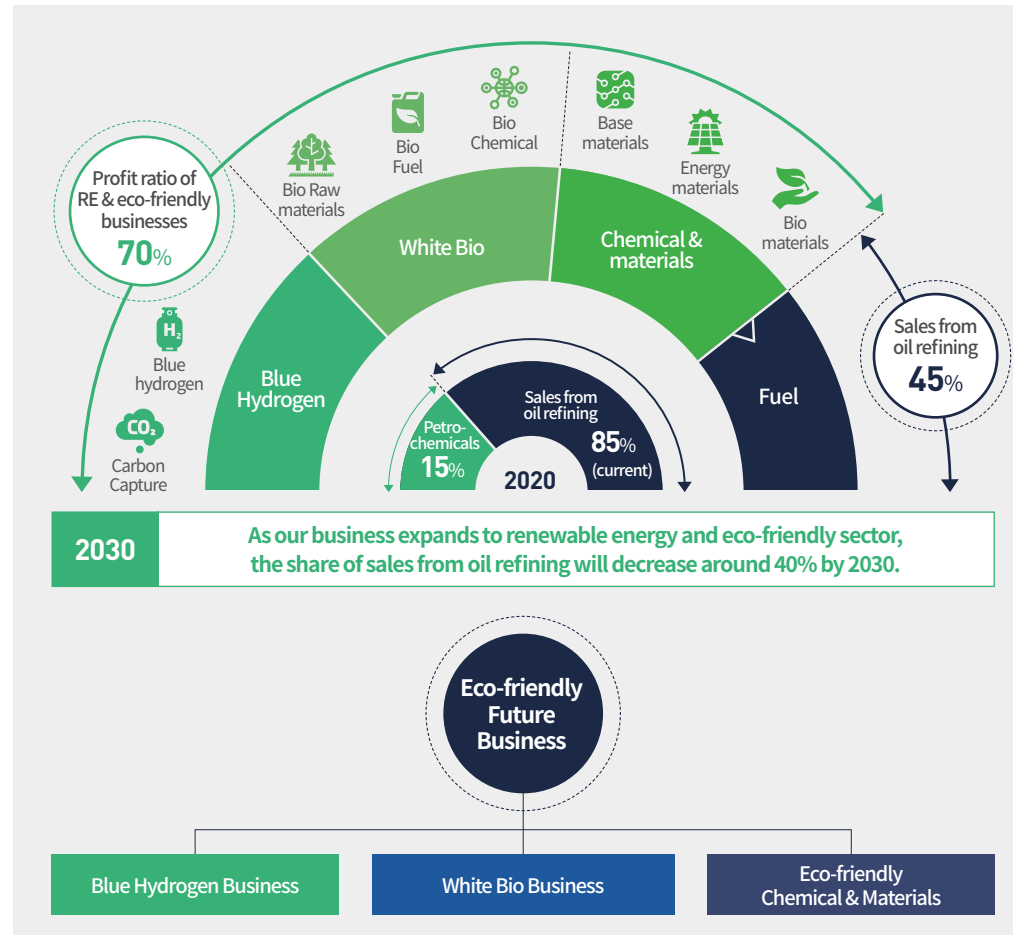 Profit ratio of
RE & eco-friendly
businesses
70%
Bio Raw
materials
Bio
Fuel
Bio
Chemical
Base
materials
Energy
materials
Bio
materials
H₂
Blue
hydrogen
CO₂
Carbon
Capture
Blue
Hydrogen
White Bio
Chemical &
materials
Fuel
Sales from
oil refining
45%
Petro-
chemicals
15%
Sales from
oil refining
85%
(current)
2020
2030
As our business expands to renewable energy and eco-friendly sector,
the share of sales from oil refining will decrease around 40% by 2030.
Eco-friendly
Future
Business
Blue Hydrogen Business
White Bio Business
Eco-friendly
Chemical & Materials